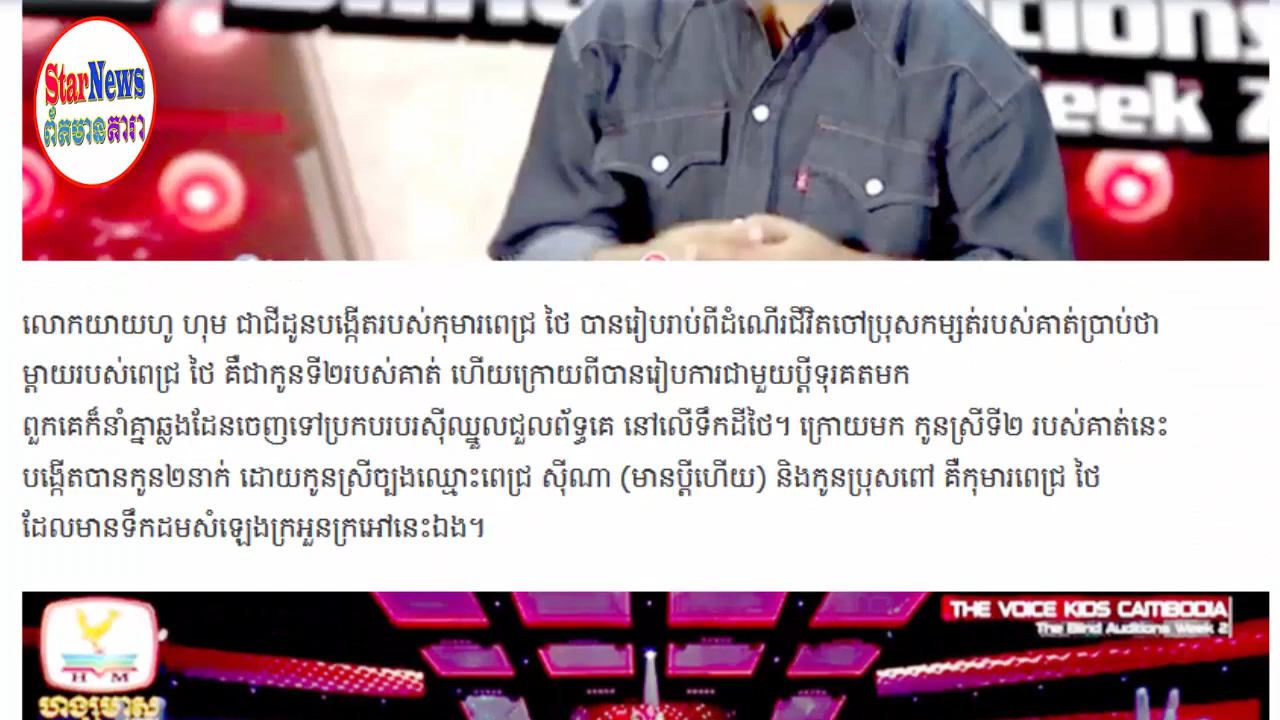 StarNews
ព័តមានតារា
itions
eek 2
លោកយាយហូ ហុម ជាជីដូនបង្កើតរបស់កុមារពេជ្រ ថៃ បានរៀបរាប់ពីដំណើរជីវិតចៅប្រុសកម្សត់របស់គាត់ប្រាប់ថា
ម្តាយរបស់ពេជ្រ ថៃ គឺជាកូនទី២របស់គាត់ ហើយក្រោយពីបានរៀបការជាមួយប្តីទុរគតមក
ពួកគេក៏នាំគ្នាឆ្លងដែនចេញទៅប្រកបរបរស៊ីឈ្នួលជួលព័ទ្ធគេ នៅលើទឹកដីថៃ។ ក្រោយមក កូនស្រីទី២ របស់គាត់នេះ
បង្កើតបានកូន២នាក់ ដោយកូនស្រីច្បងឈ្មោះពេជ្រ ស៊ីណា (មានប្តីហើយ) និងកូនប្រុសពៅ គឺកុមារពេជ្រ ថៃ
ដែលមានទឹកដមសំឡេងក្រអួនក្រអៅនេះឯង។
THE VOICE KIDS CAMBODIA
The Blind Auditions Week 2
H M
ហង្សមាស